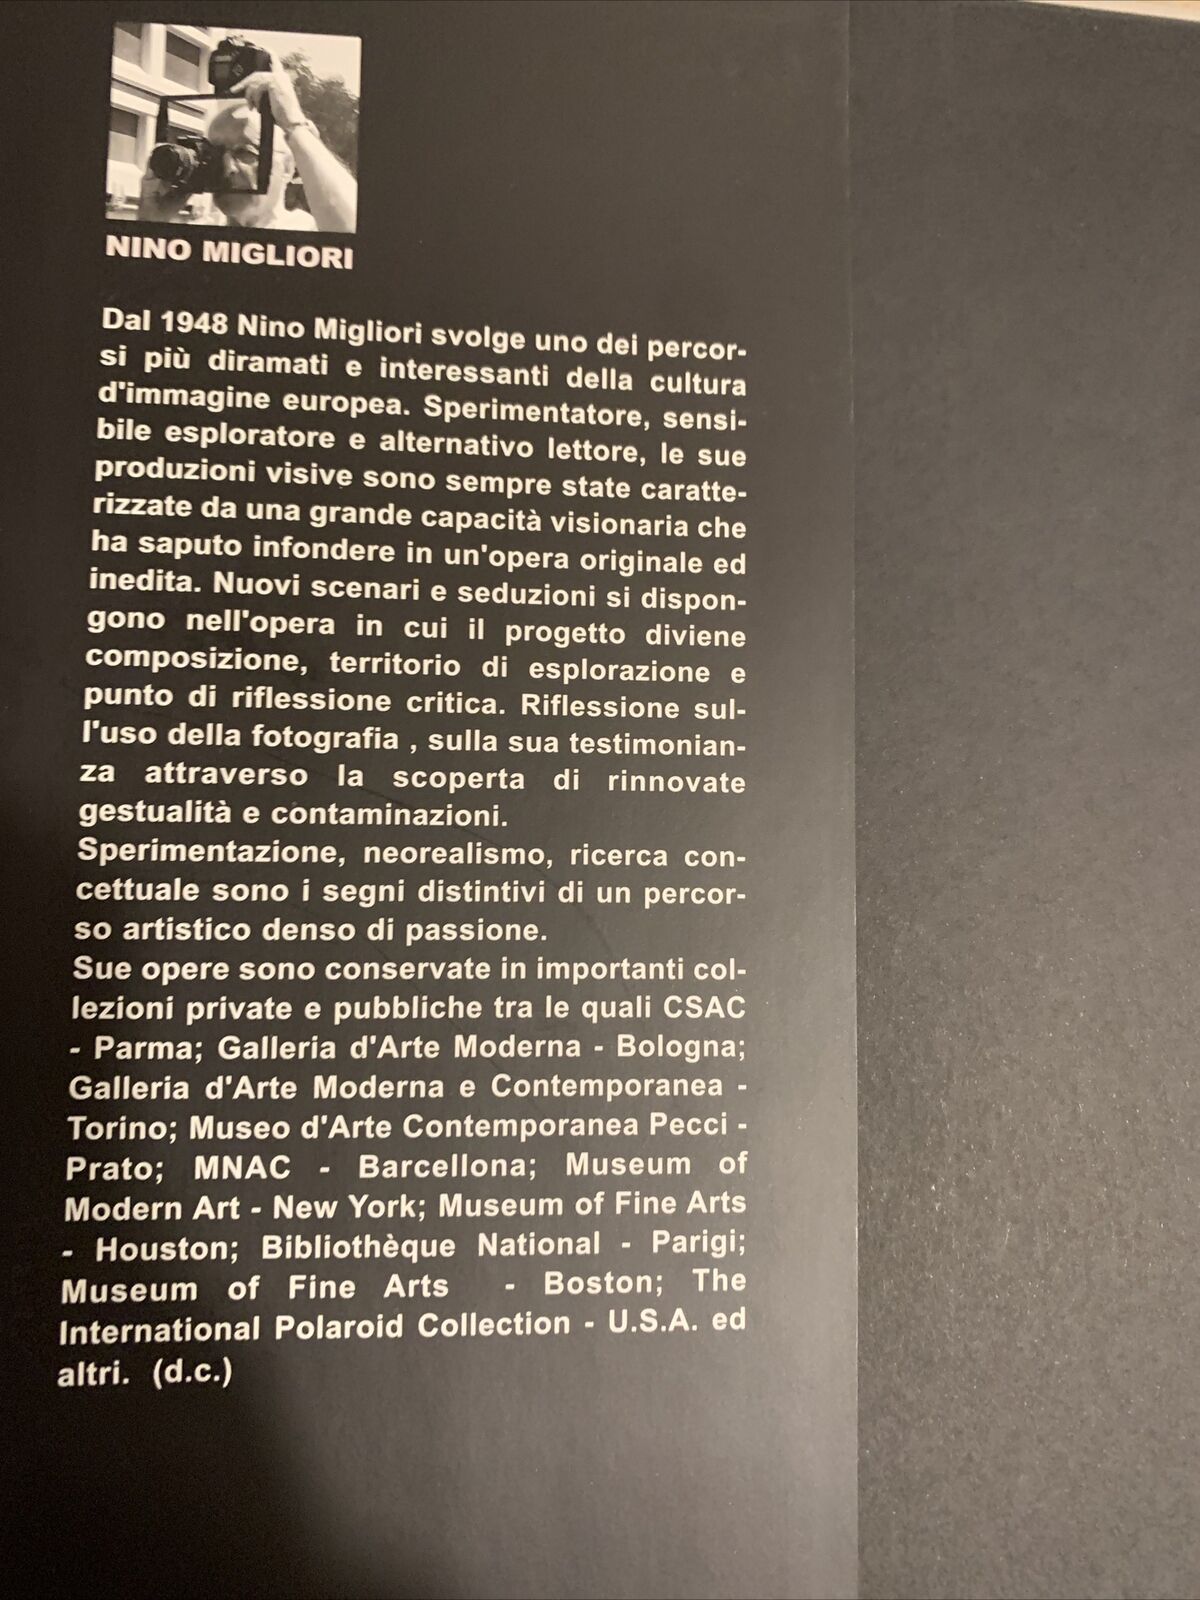 NINO MIGLIORI
Dal 1948 Nino Migliori svolge uno dei percor-
si più diramati e interessanti della cultura
d'immagine europea. Sperimentatore, sensi-
bile esploratore e alternativo lettore, le sue
produzioni visive sono sempre state caratte-
rizzate da una grande capacità visionaria che
ha saputo infondere in un'opera originale ed
inedita. Nuovi scenari e seduzioni si dispon-
gono nell'opera in cui il progetto diviene
composizione, territorio di esplorazione e
punto di riflessione critica. Riflessione sul-
l'uso della fotografia , sulla sua testimonian-
za attraverso la scoperta di rinnovate
gestualità e contaminazioni.
Sperimentazione, neorealismo, ricerca con-
cettuale sono i segni distintivi di un percor-
so artistico denso di passione.
Sue opere sono conservate in importanti col-
lezioni private e pubbliche tra le quali CSAC
- Parma; Galleria d'Arte Moderna - Bologna;
Galleria d'Arte Moderna e Contemporanea -
Torino; Museo d'Arte Contemporanea Pecci -
Prato; MNAC - Barcellona; Museum of
Modern Art - New York; Museum of Fine Arts
- Houston; Bibliothèque National - Parigi;
Museum of Fine Arts - Boston; The
International Polaroid Collection - U.S.A. ed
altri. (d.c.)